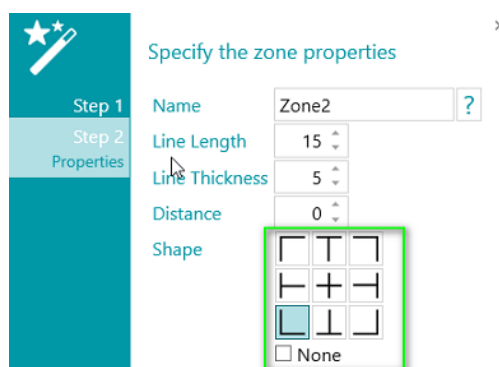 Specify the zone properties
Step 1
Name
Zone2
?
Step 2
Properties
Line Length
15
Line Thickness
5
Distance
0
Shape
None